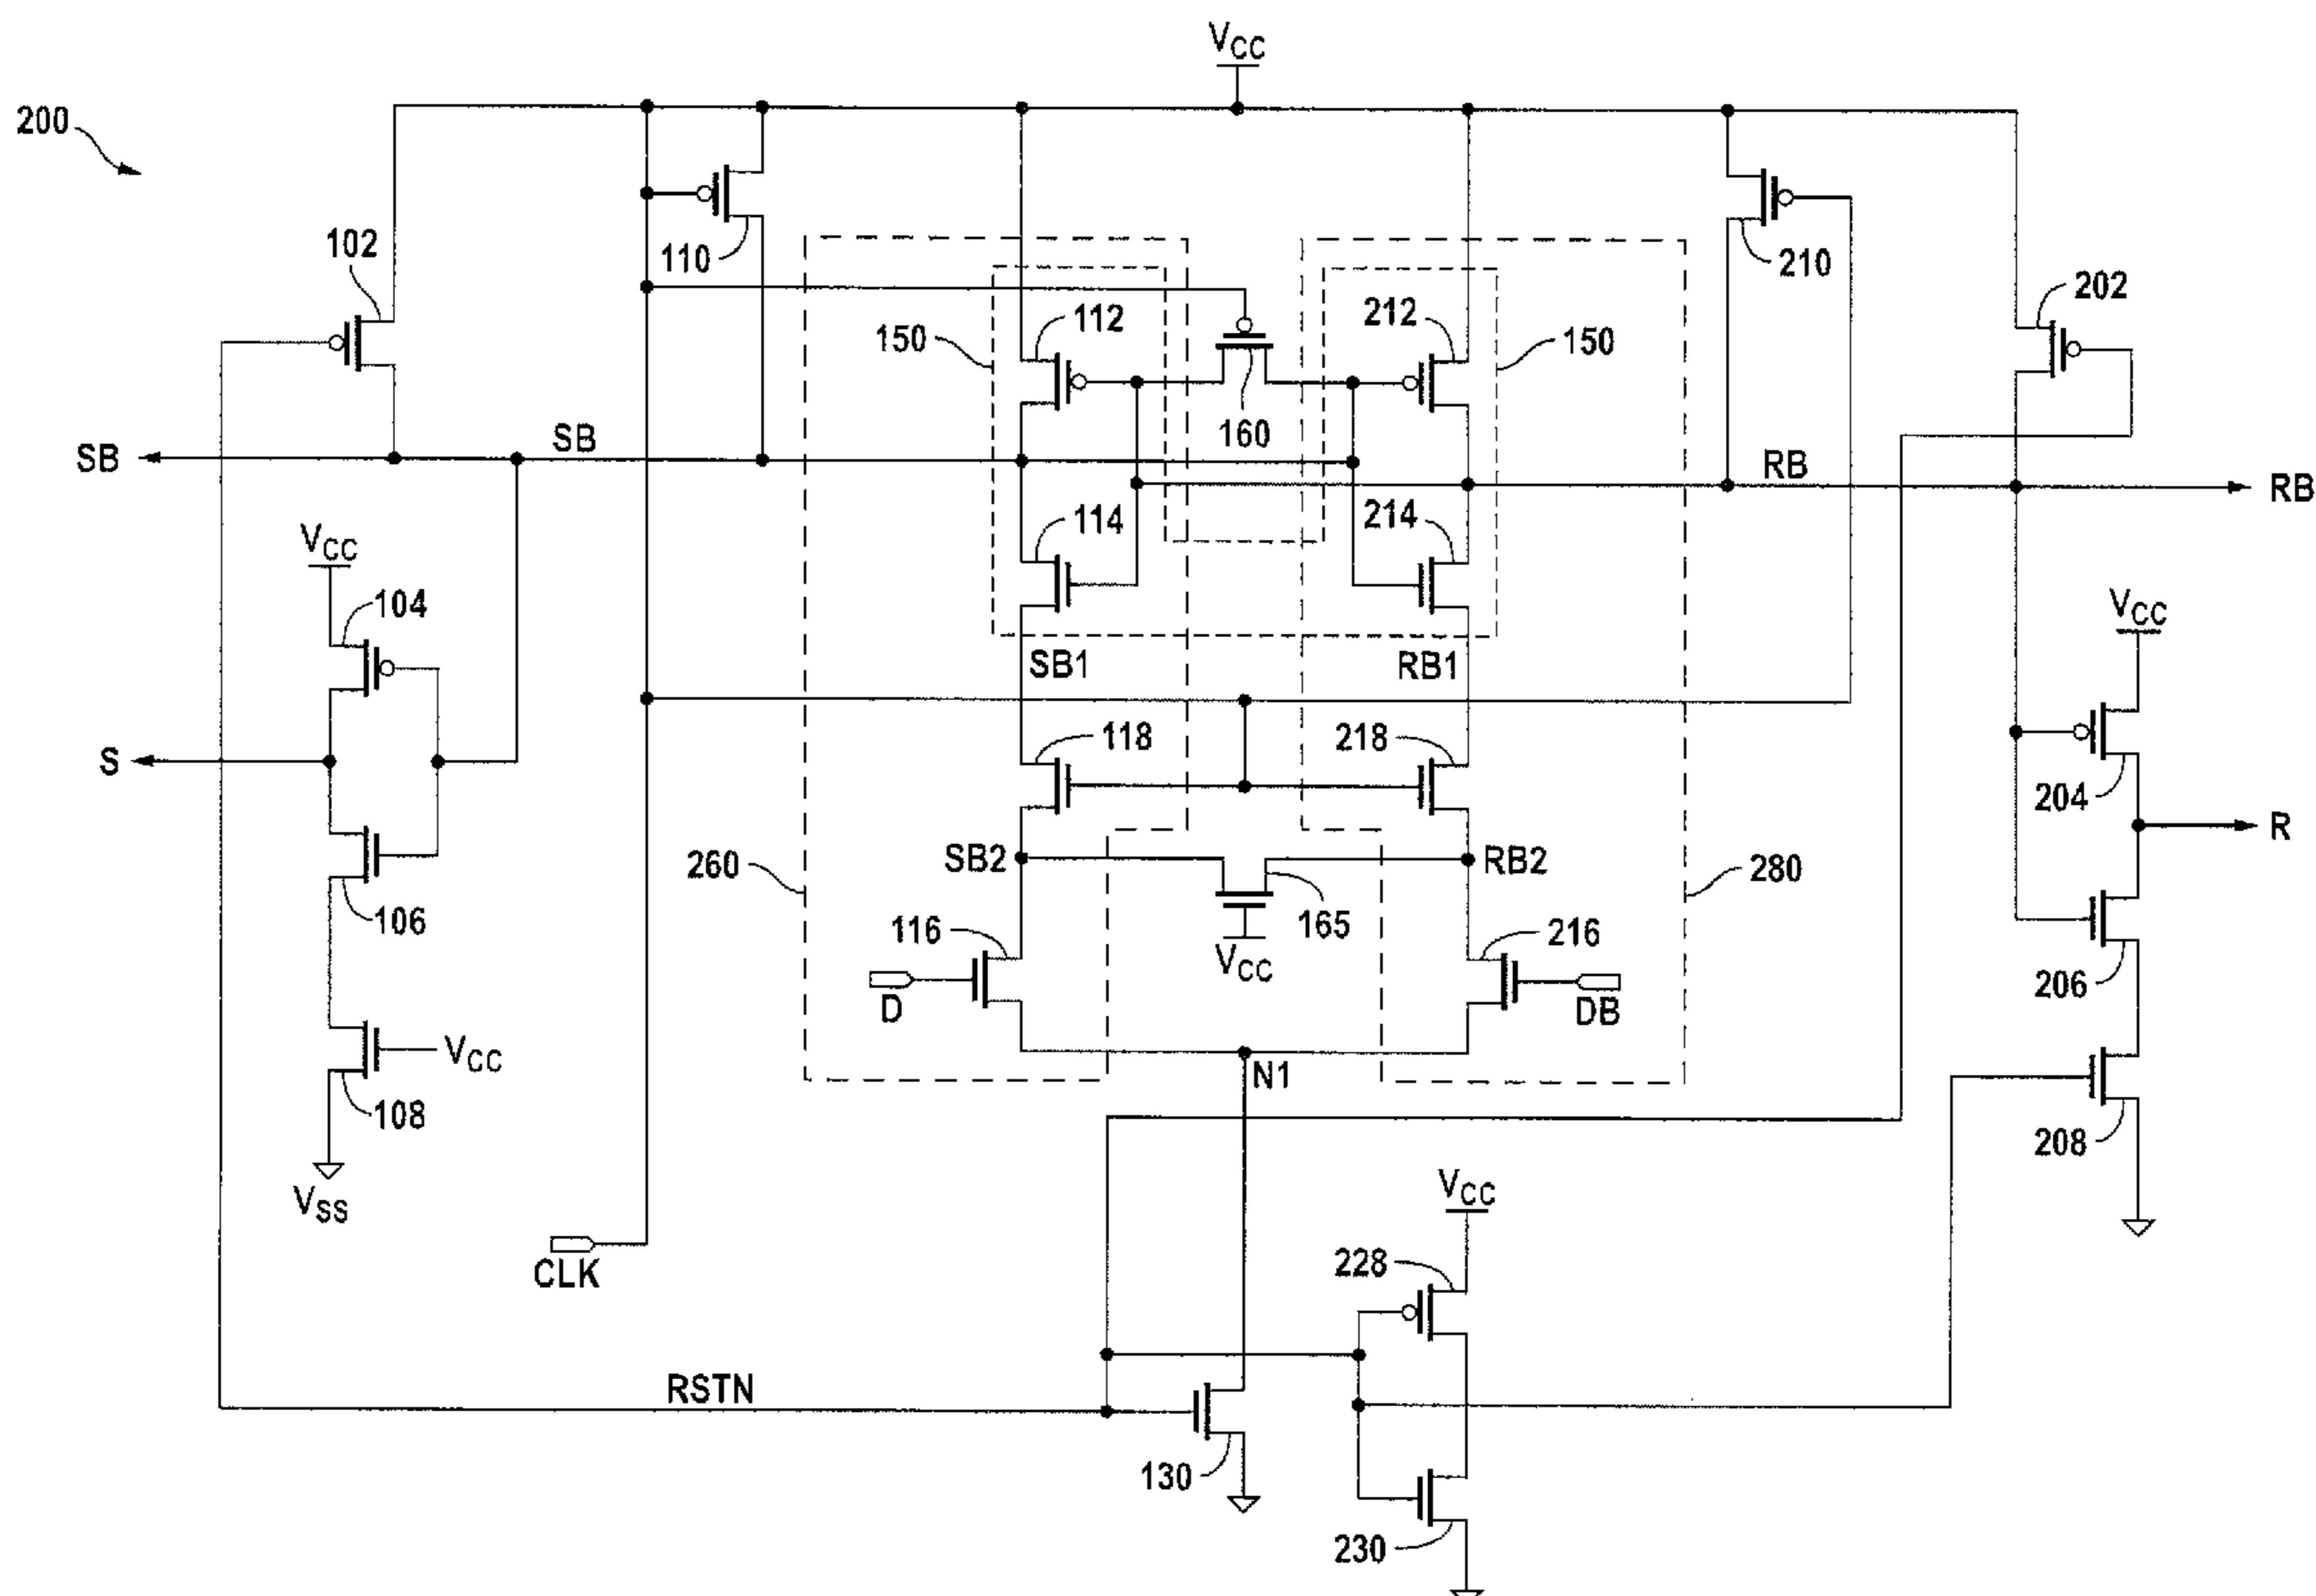 VCC
200
102
110
210
202
112
212
150
150
160
SB
SB
RB
RB
114
214
VCC
104
SB1
RB1
VCC
118
218
S
204
R
SB2
RB2
260
280
106
116
165
216
VCC
D
DB
206
VCC
N1
108
208
VSS
VCC
CLK
228
RSTN
130
230